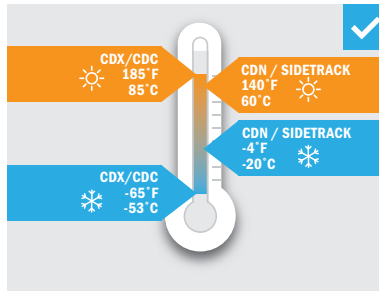 CDX/CDC
185˚F
85˚C
CDN / SIDETRACK
140˚F
60˚C
CDN / SIDETRACK
-4˚F
-20˚C
CDX/CDC
-65˚F
-53˚C